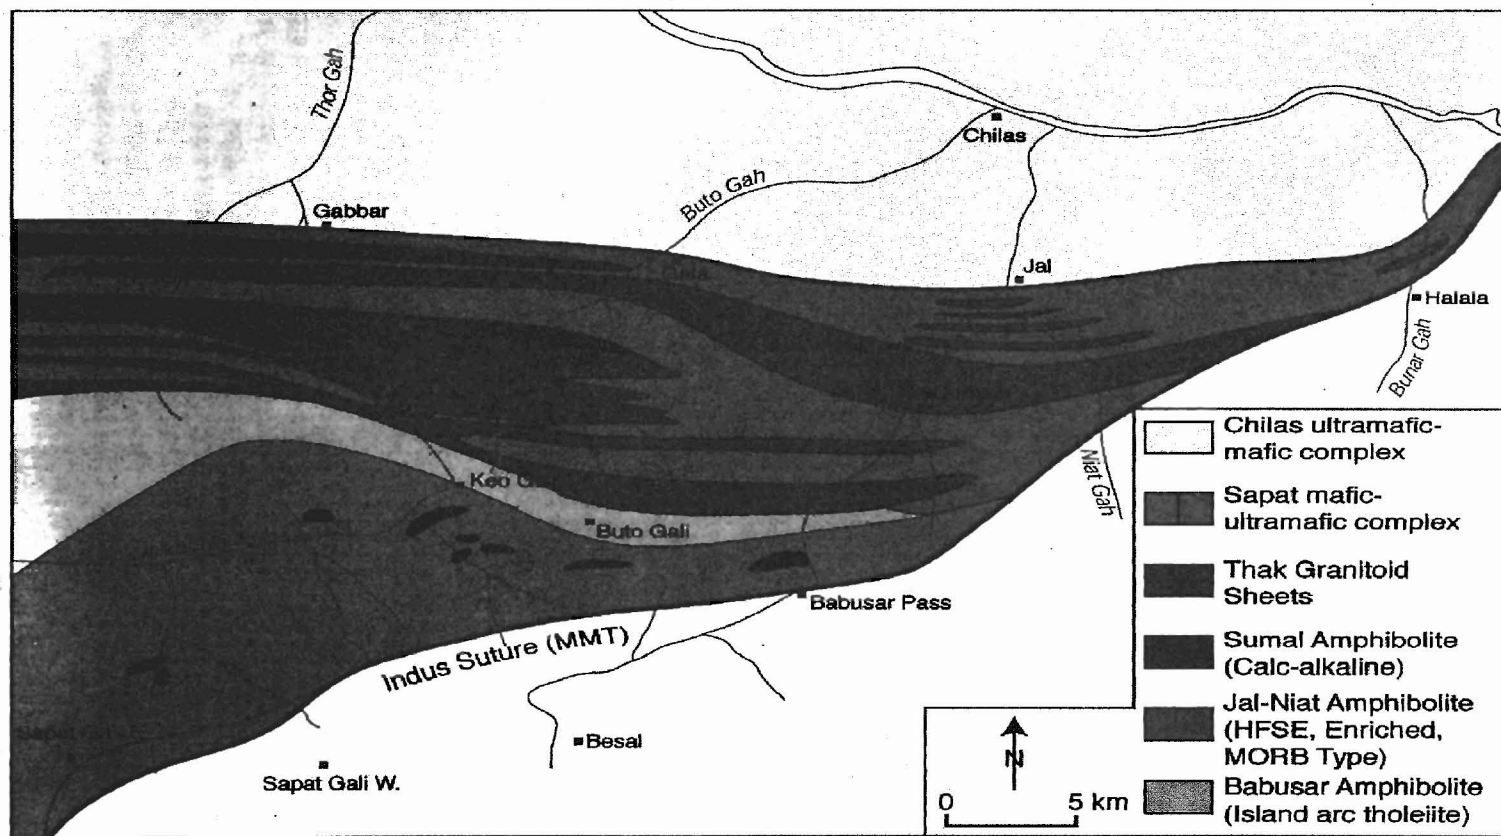 Thor Gah
Chilas
Buto Gah
Gabbar
Jal
Halala
Bunar Gah
Niat Gah
Buto Gali
Babusar Pass
Indus Suture (MMT)
Besal
Sapat Gali W.
N
0 5 km
Chilas ultramafic-
mafic complex
Sapat mafic-
ultramafic complex
Thak Granitoid
Sheets
Sumal Amphibolite
(Calc-alkaline)
Jal-Niat Amphibolite
(HFSE, Enriched,
MORB Type)
Babusar Amphibolite
(Island arc tholeiite)